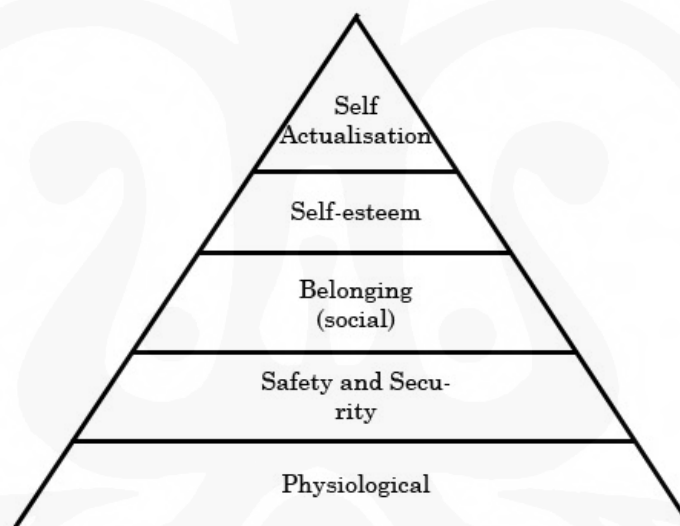 Self
Actualisation
Self-esteem
Belonging
(social)
Safety and Secu-
rity
Physiological